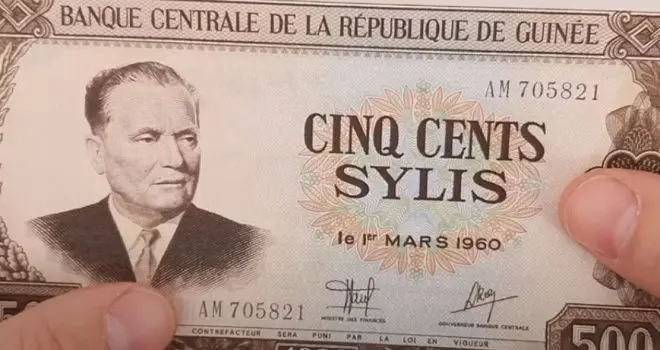 BANQUE CENTRALE DE LA RÉPUBLIQUE DE GUINÉE
AM 705821
CINQ CENTS
SYLIS
le 1er MARS 1960
AM 705821
MINISTRE DES FINANCES
GOUVERNEUR BANQUE CENTRALE
CONTREFACTEUR SERA PUNI PAR LA LOI EN VIGUEUR
500